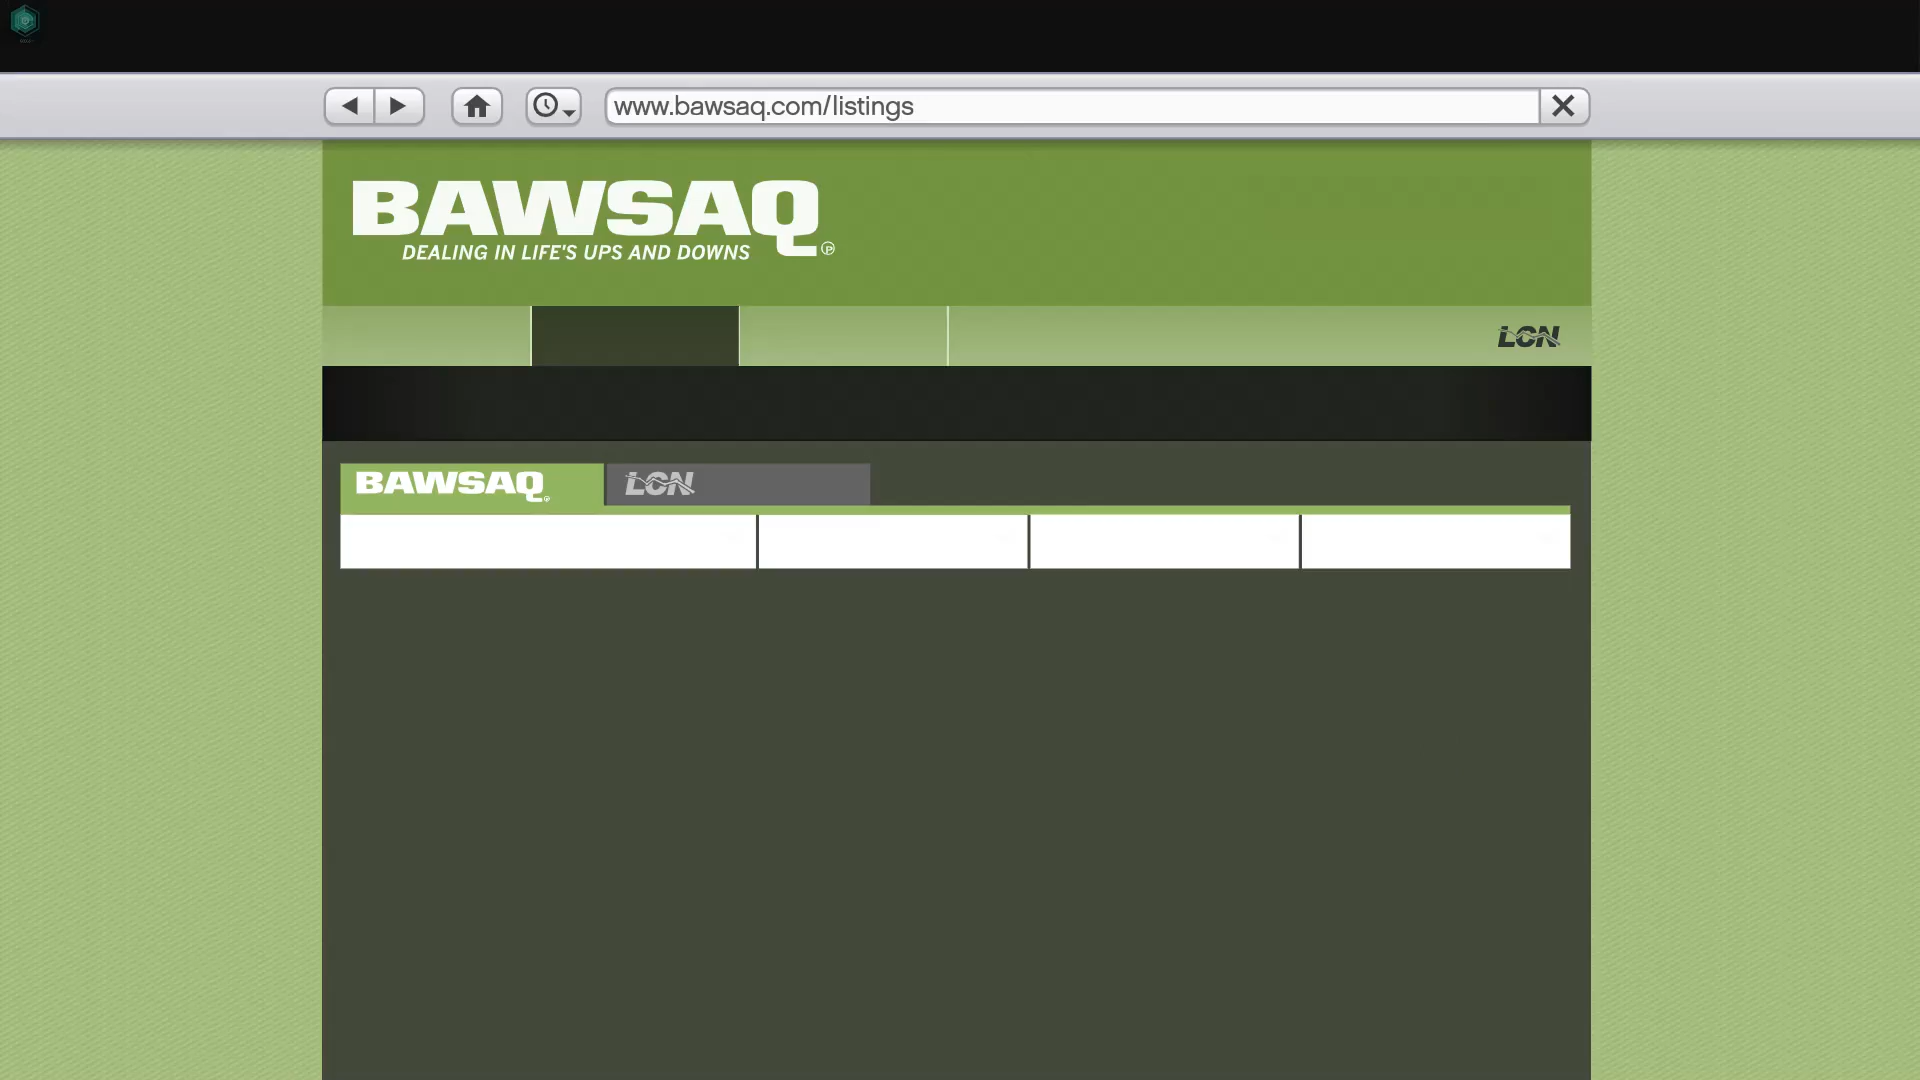 www.bawsaq.com/listings
BAWSAQ
DEALING IN LIFE'S UPS AND DOWNS
LCN
BAWSAQ
LCN